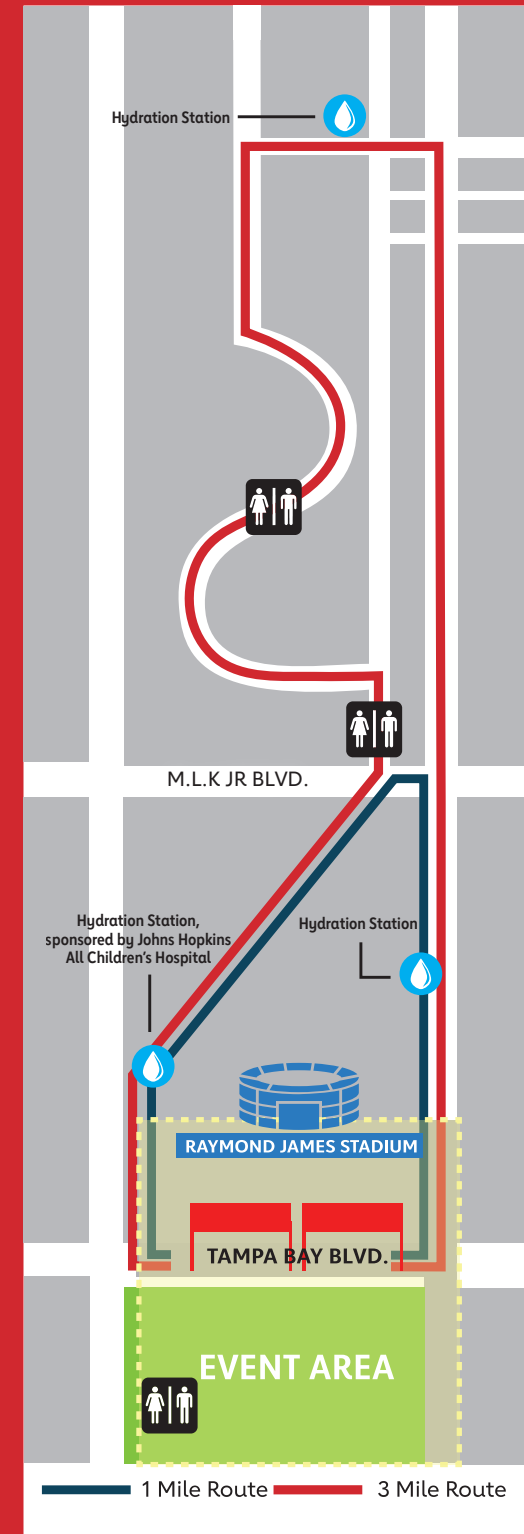 Hydration Station
M.L.K JR BLVD.
Hydration Station,
sponsored by Johns Hopkins
All Children's Hospital
Hydration Station
RAYMOND JAMES STADIUM
TAMPA BAY BLVD.
EVENT AREA
1 Mile Route
3 Mile Route